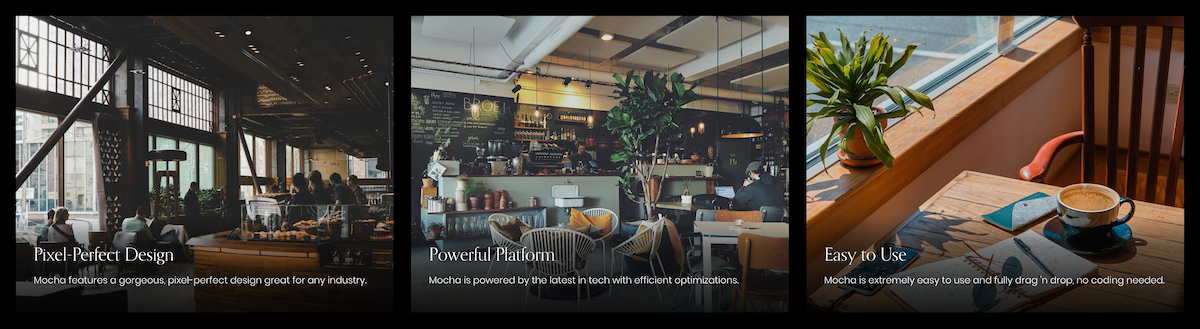 BROEI
Pixel-Perfect Design
Mocha features a gorgeous, pixel-perfect design great for any industry.
Powerful Platform
Mocha is powered by the latest in tech with efficient optimizations.
Easy to Use
Mocha is extremely easy to use and fully drag 'n drop, no coding needed.